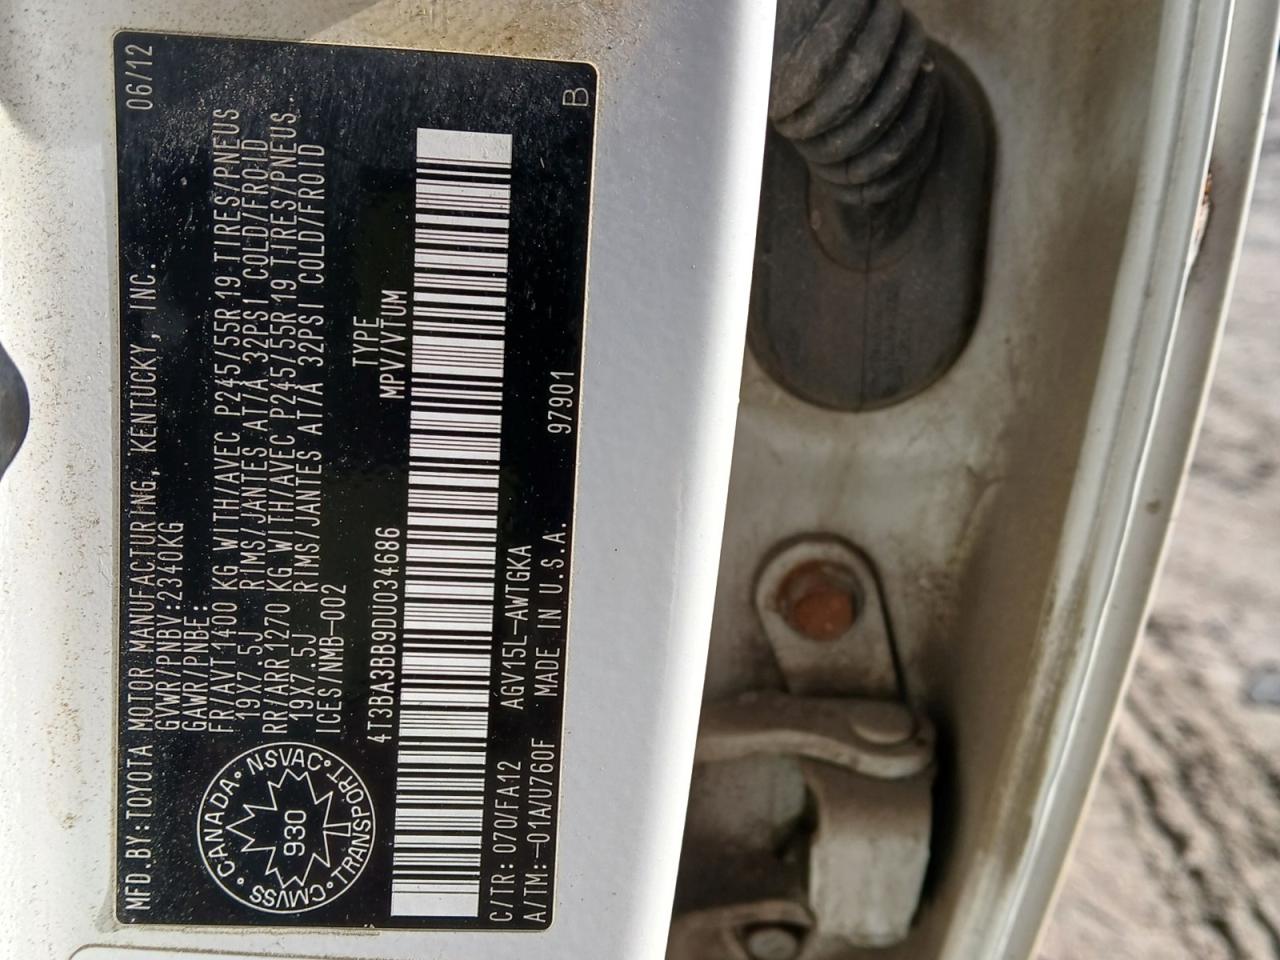 MFD.BY:TOYOTA MOTOR MANUFACTURING, KENTUCKY, INC. 06/12
GVWR/PNBV:2340KG
GAWR/PNBE:
FR/AVT1400 KG WITH/AVEC P245/55R19 TIRES/PNEUS
19X7.5J RIMS/JANTES AT/A 32PSI COLD/FROID
RR/ARR1270 KG WITH/AVEC P245/55R19 TIRES/PNEUS.
19X7.5J RIMS/JANTES AT/A 32PSI COLD/FROID
ICES/NMB-002
TYPE
4T3BA3BB9DU034686 MPV/VTUM
CANADA • NSVAC • TRANSPORT • CMVSS •
930
C/TR: 070/FA12 AGV15L-AWTGKA
A/TM:-01A/U760F MADE IN U.S.A. 97901 B